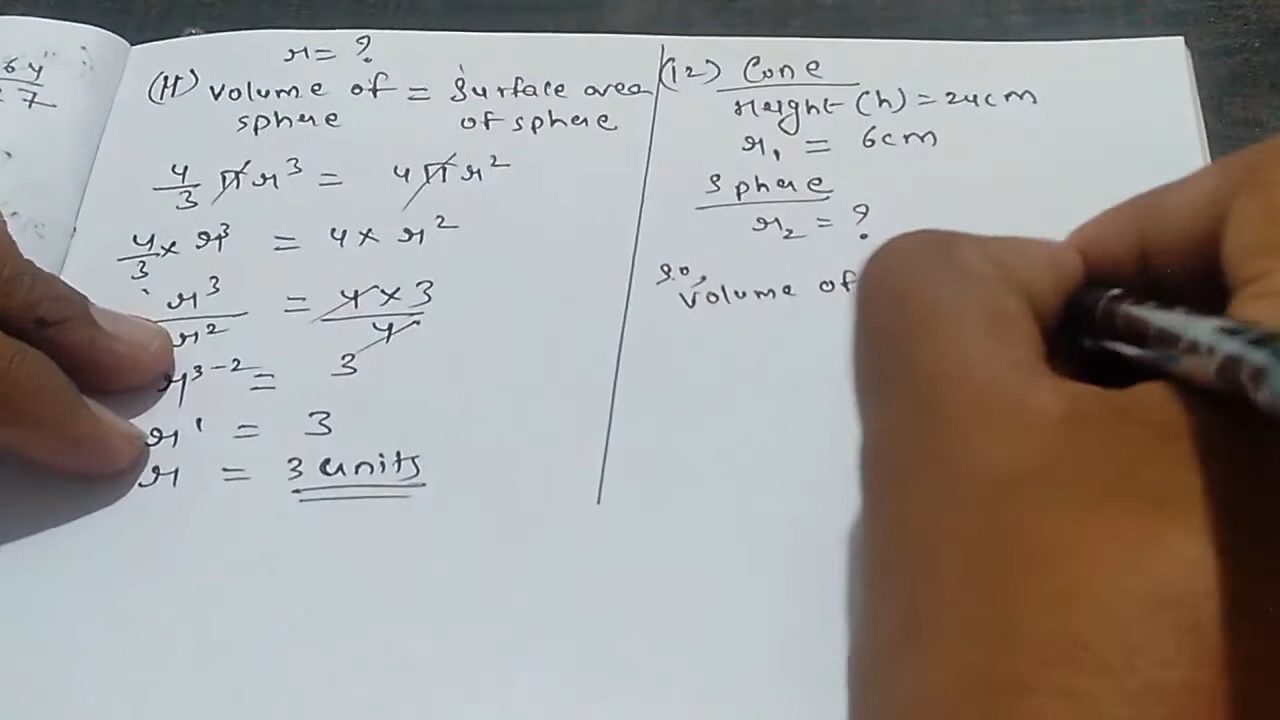 64
27
r = ?
(11) volume of = Surface area
sphere of sphere
4/3 πr³ = 4πr²
4/3 × r³ = 4 × r²
r³/r² = 4×3/4
r³⁻² = 3
r¹ = 3
r = 3 units
(12) Cone
Height (h) = 24cm
r₁ = 6cm
Sphere
r₂ = ?
So,
volume of